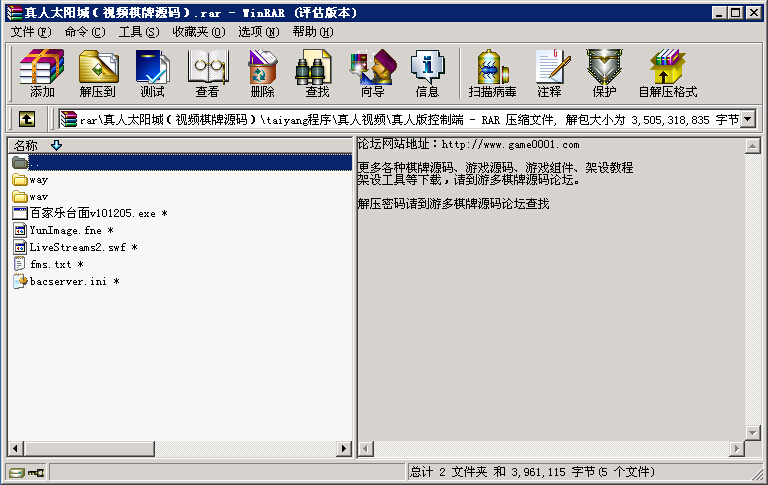 真人太阳城(视频棋牌源码).rar - WinRAR (评估版本)
文件(F) 命令(C) 工具(S) 收藏夹(O) 选项(N) 帮助(H)
添加 解压到 测试 查看 删除 查找 向导 信息 扫描病毒 注释 保护 自解压格式
rar\真人太阳城(视频棋牌源码)\taiyang程序\真人视频\真人版控制端 - RAR 压缩文件, 解包大小为 3,505,318,835 字节
名称
..
way
wav
百家乐台面v101205.exe *
YunImage.fne *
LiveStreams2.swf *
fms.txt *
bacserver.ini *
论坛网站地址：http://www.game0001.com
更多各种棋牌源码、游戏源码、游戏组件、架设教程
架设工具等下载，请到游多棋牌源码论坛。
解压密码请到游多棋牌源码论坛查找
总计 2 文件夹 和 3,961,115 字节(5 个文件)